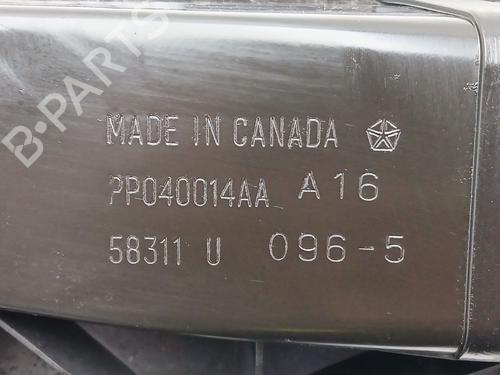 B-PARTS
MADE IN CANADA
PP040014AA A16
58311 U 096-5